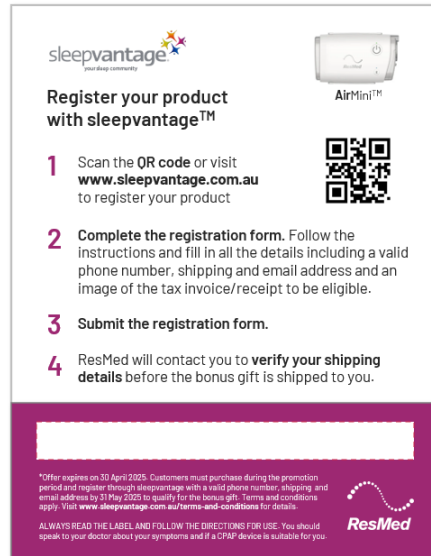 sleepvantage
your sleep community
AirMini™
Register your product
with sleepvantage™
1 Scan the QR code or visit
www.sleepvantage.com.au
to register your product
2 Complete the registration form. Follow the
instructions and fill in all the details including a valid
phone number, shipping and email address and an
image of the tax invoice/receipt to be eligible.
3 Submit the registration form.
4 ResMed will contact you to verify your shipping
details before the bonus gift is shipped to you.
*Offer expires on 30 April 2025. Customers must purchase during the promotion
period and register through sleepvantage with a valid phone number, shipping and
email address by 31 May 2025 to qualify for the bonus gift. Terms and conditions
apply. Visit www.sleepvantage.com.au/terms-and-conditions for details.
ALWAYS READ THE LABEL AND FOLLOW THE DIRECTIONS FOR USE. You should
speak to your doctor about your symptoms and if a CPAP device is suitable for you.
ResMed